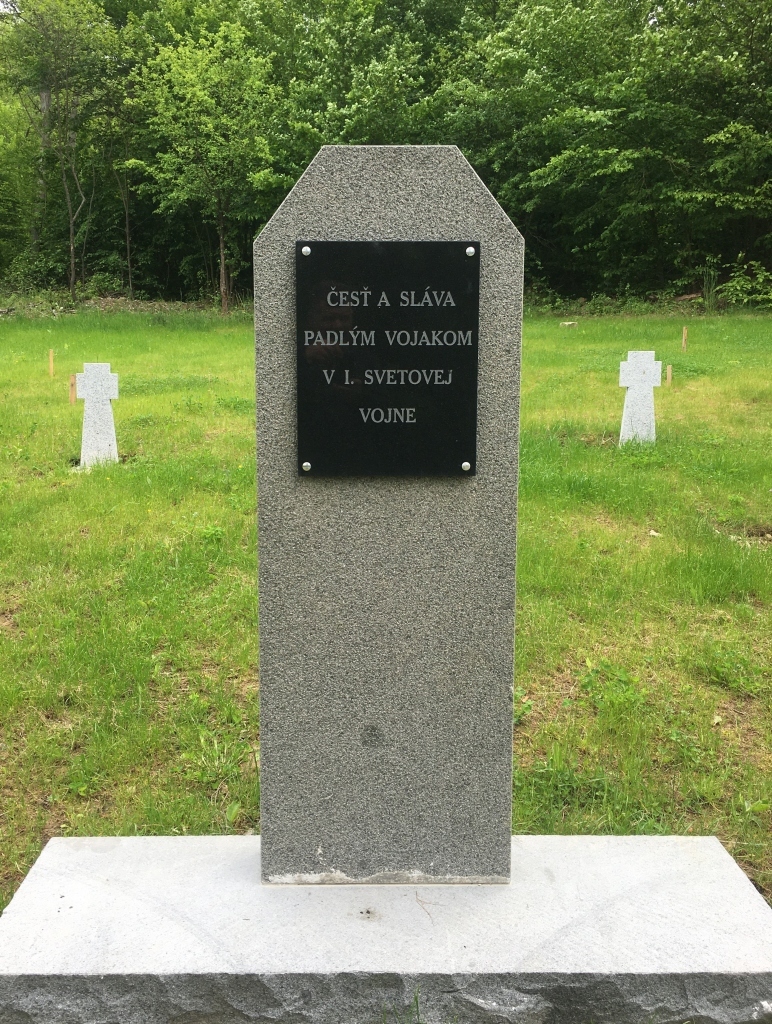 ČESŤ A SLÁVA
PADLÝM VOJAKOM
V I. SVETOVEJ
VOJNE